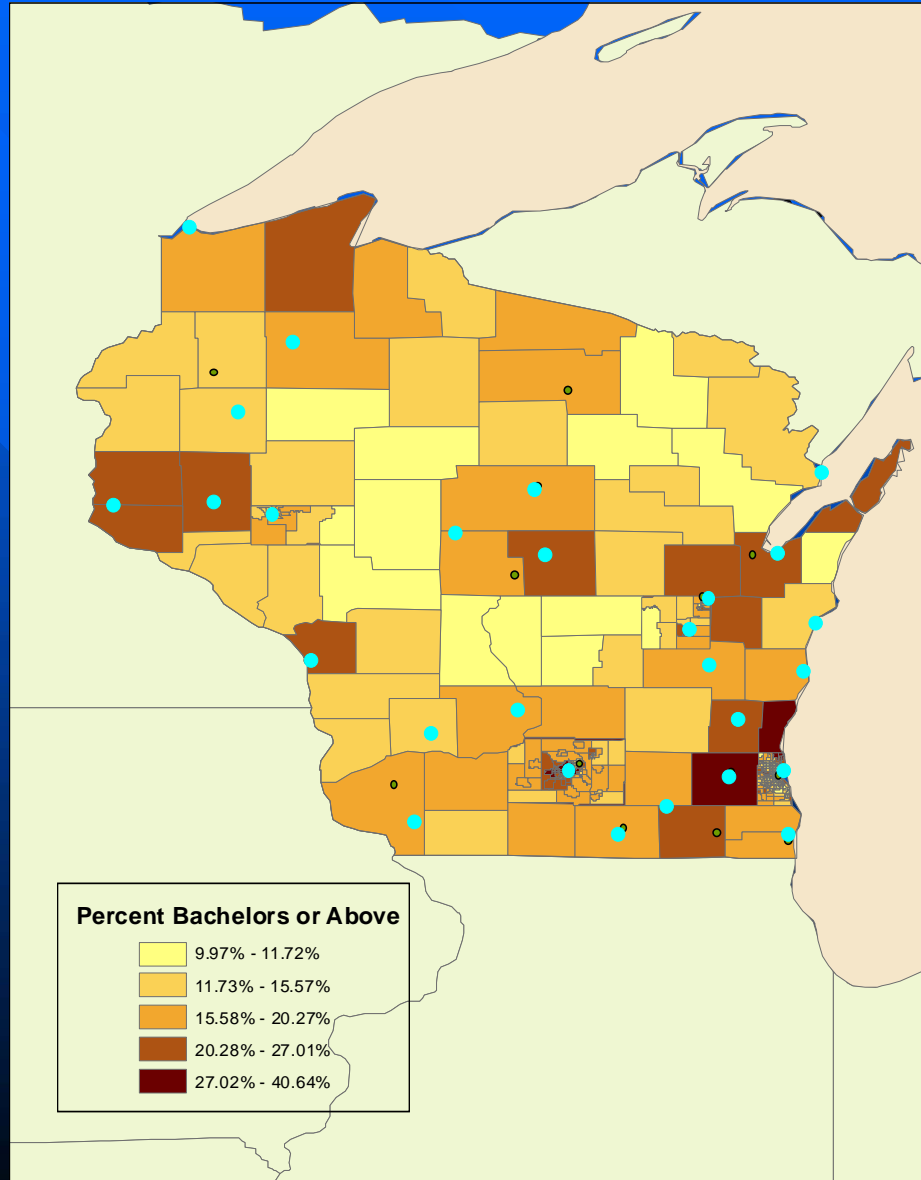 Percent Bachelors or Above
9.97% - 11.72%
11.73% - 15.57%
15.58% - 20.27%
20.28% - 27.01%
27.02% - 40.64%